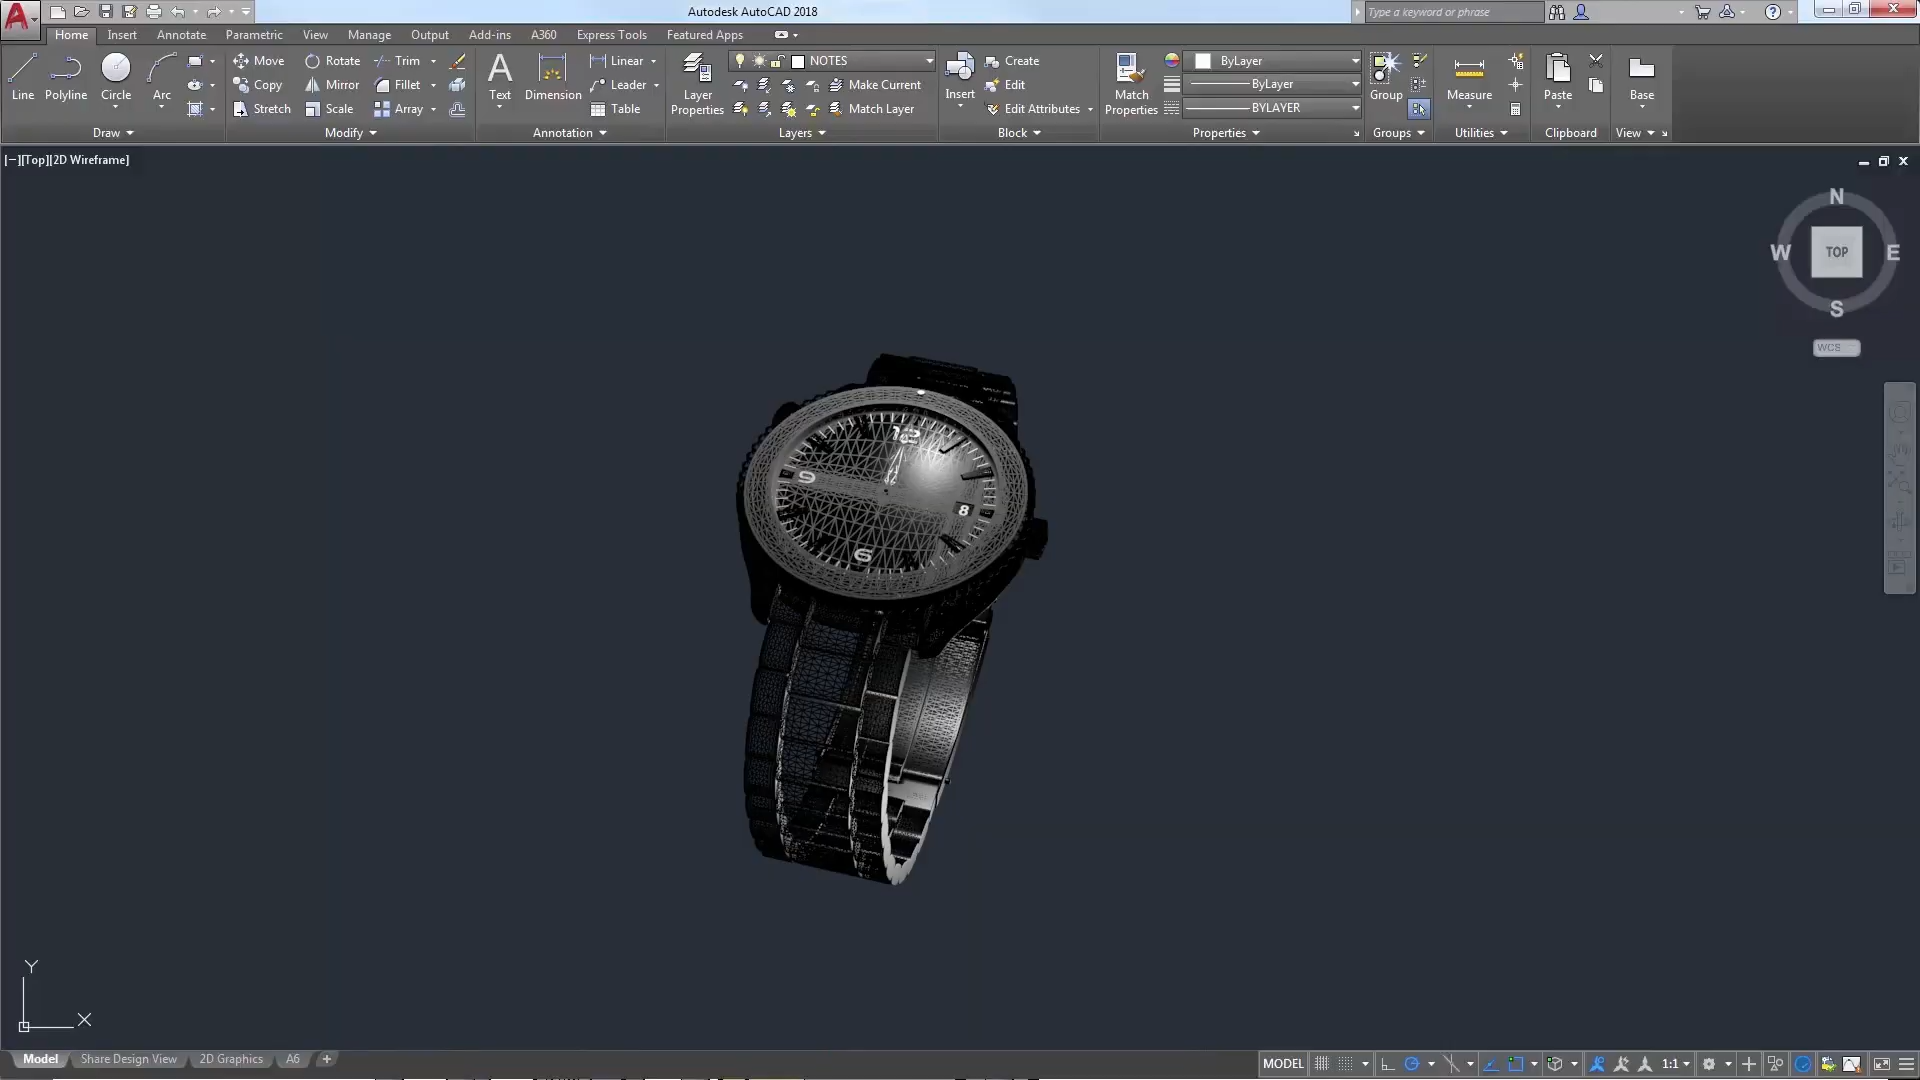 Autodesk AutoCAD 2018
Type a keyword or phrase
Home Insert Annotate Parametric View Manage Output Add-ins A360 Express Tools Featured Apps
Line
Polyline
Circle
Arc
Draw
Move
Rotate
Trim
Copy
Mirror
Fillet
Stretch
Scale
Array
Modify
Text
Dimension
Linear
Leader
Table
Annotation
Layer
Properties
NOTES
Make Current
Match Layer
Layers
Insert
Create
Edit
Edit Attributes
Block
Match
Properties
ByLayer
ByLayer
BYLAYER
Properties
Group
Groups
Measure
Utilities
Paste
Clipboard
Base
View
[−][Top][2D Wireframe]
N
W TOP E
S
WCS
12
9
8
6
Y
X
Model Share Design View 2D Graphics A6 +
MODEL 1:1